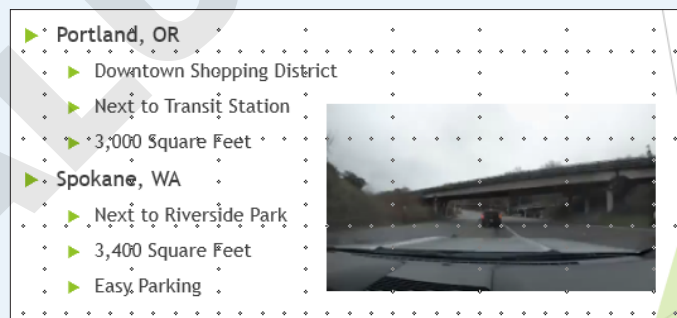 Portland, OR
Downtown Shopping District
Next to Transit Station
3,000 Square Feet
Spokane, WA
Next to Riverside Park
3,400 Square Feet
Easy Parking